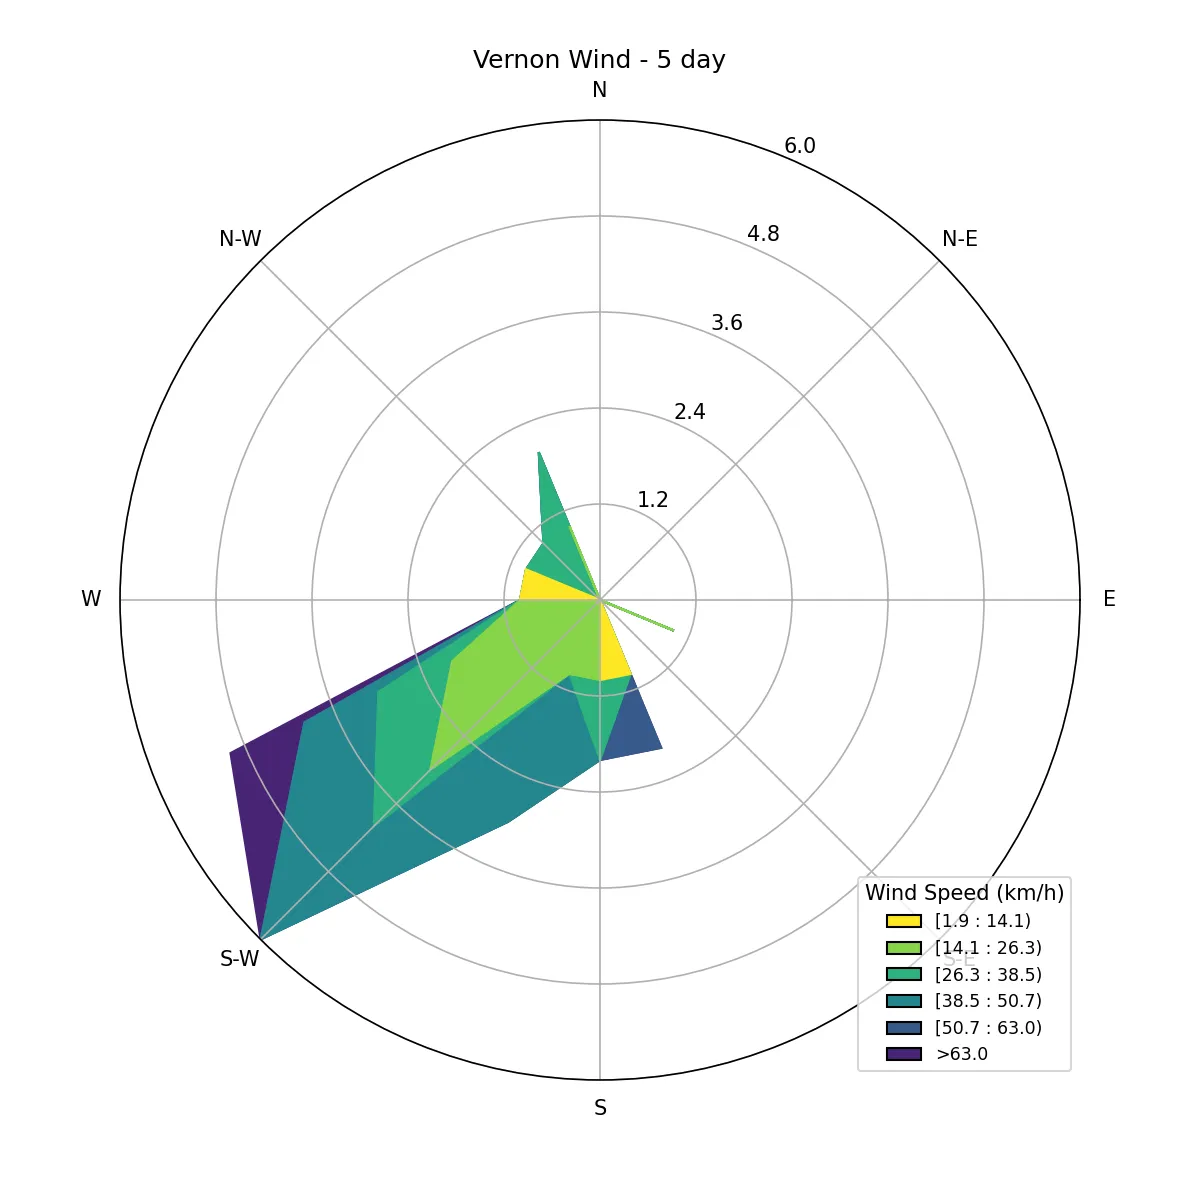 Vernon Wind - 5 day
N
6.0
N-W
4.8
N-E
3.6
2.4
1.2
W
E
Wind Speed (km/h)
[1.9 : 14.1)
[14.1 : 26.3)
S-W
S-E
[26.3 : 38.5)
[38.5 : 50.7)
[50.7 : 63.0)
>63.0
S